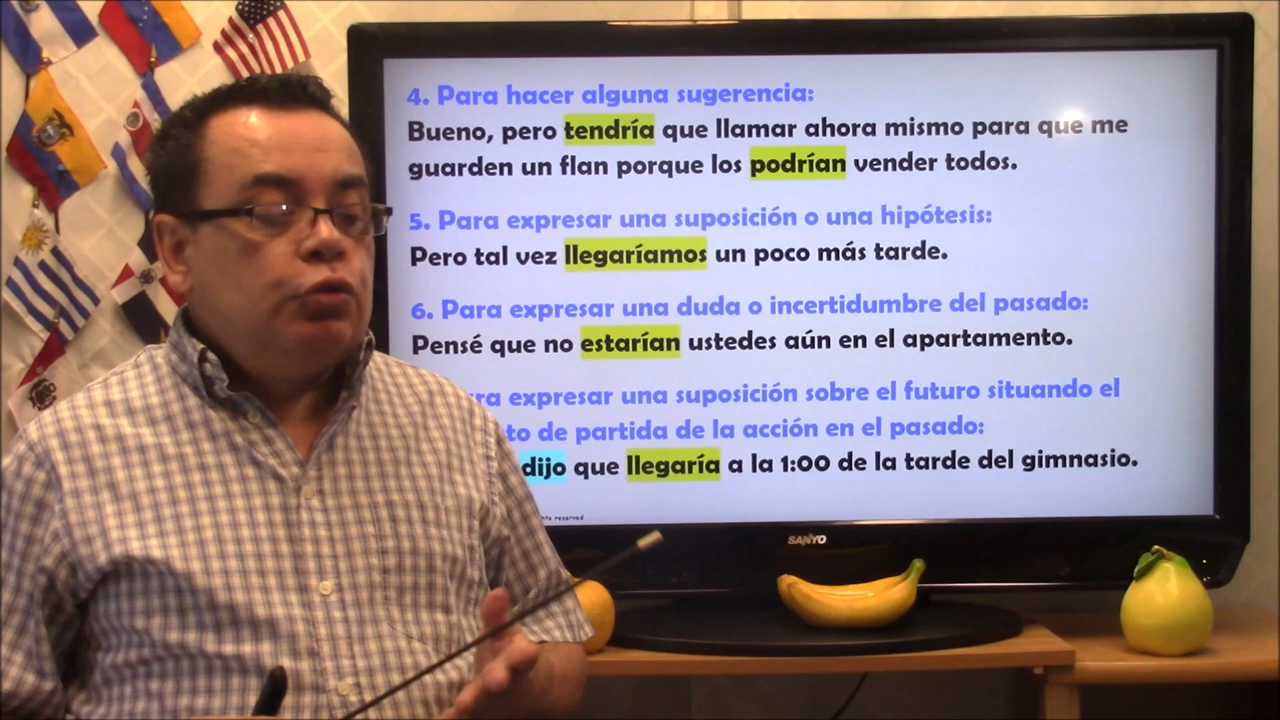 4. Para hacer alguna sugerencia:
Bueno, pero tendría que llamar ahora mismo para que me
guarden un flan porque los podrían vender todos.
5. Para expresar una suposición o una hipótesis:
Pero tal vez llegaríamos un poco más tarde.
6. Para expresar una duda o incertidumbre del pasado:
Pensé que no estarían ustedes aún en el apartamento.
expresar una suposición sobre el futuro situando el
de partida de la acción en el pasado:
dijo que llegaría a la 1:00 de la tarde del gimnasio.
reserved
SANYO